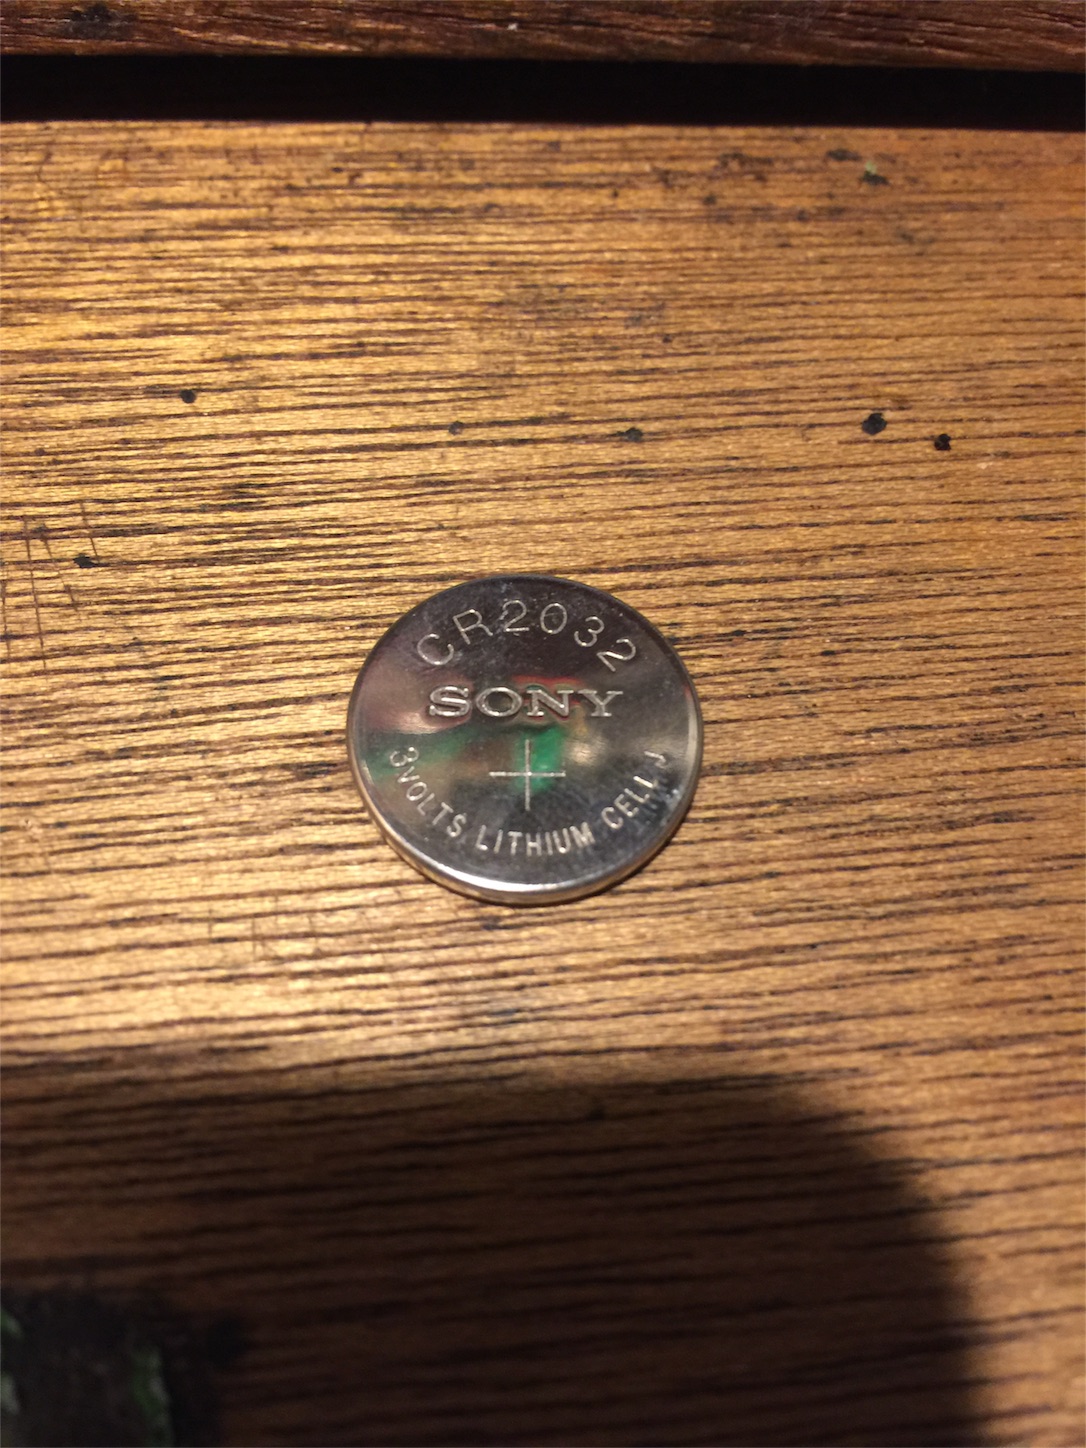 CR2032
SONY
+
3VOLTS LITHIUM CELL J